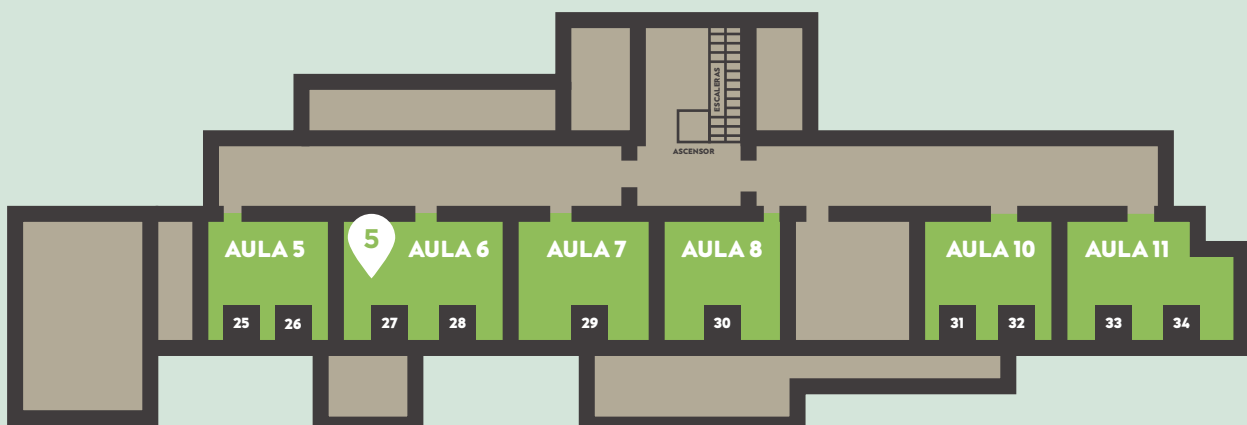 ESCALERAS
ASCENSOR
AULA 5
5
AULA 6
AULA 7
AULA 8
AULA 10
AULA 11
25
26
27
28
29
30
31
32
33
34